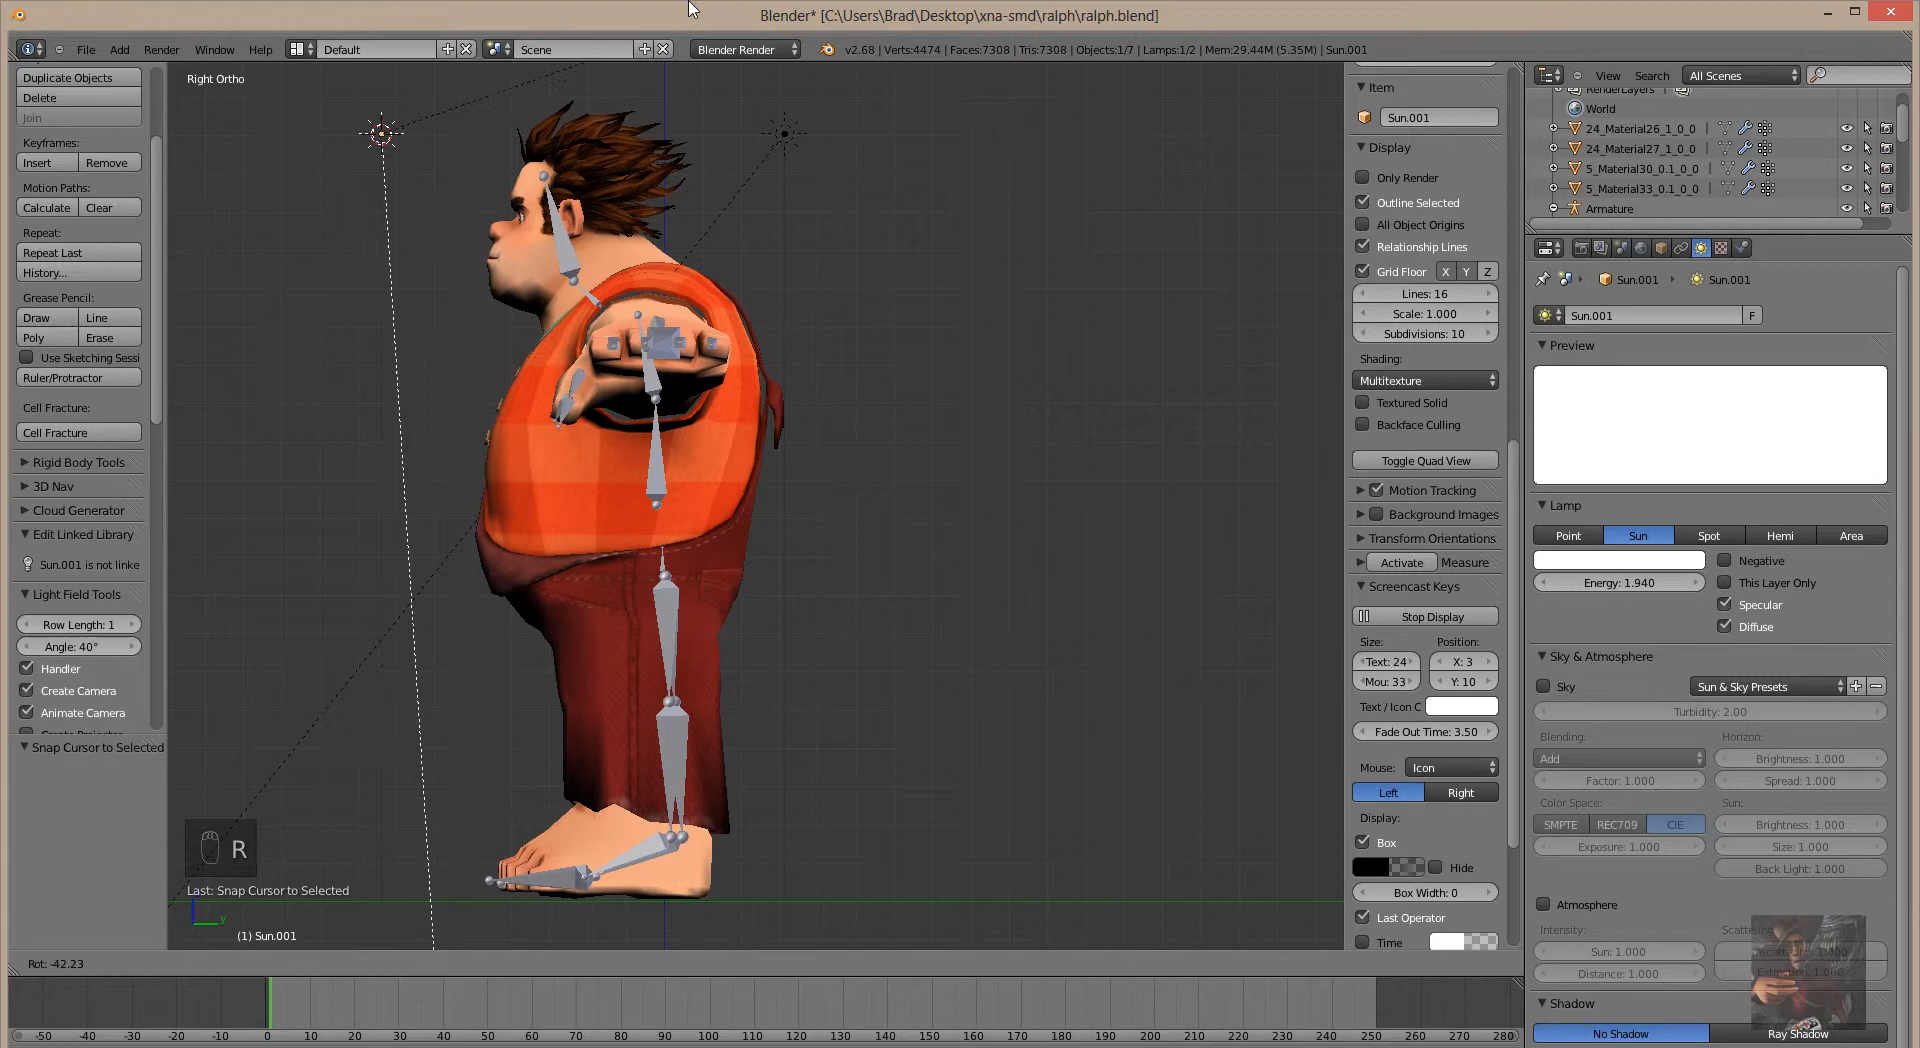 Blender* [C:\Users\Brad\Desktop\xna-smd\ralph\ralph.blend]
File Add Render Window Help Default Scene Blender Render v2.68 | Verts:4474 | Faces:7308 | Tris:7308 | Objects:1/7 | Lamps:1/2 | Mem:29.44M (5.35M) | Sun.001
Duplicate Objects
Delete
Join
Keyframes:
Insert Remove
Motion Paths:
Calculate Clear
Repeat:
Repeat Last
History...
Grease Pencil:
Draw Line
Poly Erase
Use Sketching Sessi
Ruler/Protractor
Cell Fracture:
Cell Fracture
Rigid Body Tools
3D Nav
Cloud Generator
Edit Linked Library
Sun.001 is not linke
Light Field Tools
Row Length: 1
Angle: 40°
Handler
Create Camera
Animate Camera
Snap Cursor to Selected
Right Ortho
R
Last: Snap Cursor to Selected
y
(1) Sun.001
Rot: -42.23
-50 -40 -30 -20 -10 0 10 20 30 40 50 60 70 80 90 100 110 120 130 140 150 160 170 180 190 200 210 220 230 240 250 260 270 280
Item
Sun.001
Display
Only Render
Outline Selected
All Object Origins
Relationship Lines
Grid Floor X Y Z
Lines: 16
Scale: 1.000
Subdivisions: 10
Shading:
Multitexture
Textured Solid
Backface Culling
Toggle Quad View
Motion Tracking
Background Images
Transform Orientations
Activate Measure
Screencast Keys
Stop Display
Size: Position:
Text: 24 X: 3
Mou: 33 Y: 10
Text / Icon C
Fade Out Time: 3.50
Mouse: Icon
Left Right
Display:
Box
Hide
Box Width: 0
Last Operator
Time
View Search All Scenes
RenderLayers
World
24_Material26_1_0_0
24_Material27_1_0_0
5_Material30_0.1_0_0
5_Material33_0.1_0_0
Armature
Sun.001 Sun.001
Sun.001 F
Preview
Lamp
Point Sun Spot Hemi Area
Negative
Energy: 1.940 This Layer Only
Specular
Diffuse
Sky & Atmosphere
Sky Sun & Sky Presets
Turbidity: 2.00
Blending: Horizon:
Add Brightness: 1.000
Factor: 1.000 Spread: 1.000
Color Space: Sun:
SMPTE REC709 CIE Brightness: 1.000
Exposure: 1.000 Size: 1.000
Back Light: 1.000
Atmosphere
Intensity:
Sun: 1.000
Distance: 1.000
Shadow
No Shadow Ray Shadow